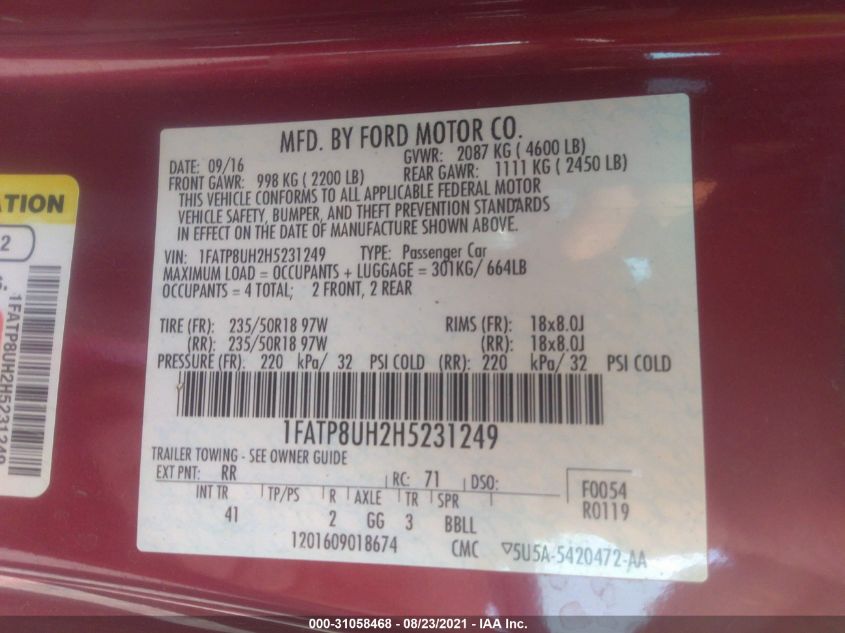 MFD. BY FORD MOTOR CO.
DATE: 09/16 GVWR: 2087 KG ( 4600 LB)
FRONT GAWR: 998 KG ( 2200 LB) REAR GAWR: 1111 KG ( 2450 LB)
THIS VEHICLE CONFORMS TO ALL APPLICABLE FEDERAL MOTOR
VEHICLE SAFETY, BUMPER, AND THEFT PREVENTION STANDARDS
IN EFFECT ON THE DATE OF MANUFACTURE SHOWN ABOVE.
VIN: 1FATP8UH2H5231249 TYPE: Passenger Car
MAXIMUM LOAD = OCCUPANTS + LUGGAGE = 301KG/ 664LB
OCCUPANTS = 4 TOTAL; 2 FRONT, 2 REAR
TIRE (FR): 235/50R18 97W RIMS (FR): 18x8.0J
(RR): 235/50R18 97W (RR): 18x8.0J
PRESSURE (FR): 220 kPa/ 32 PSI COLD (RR): 220 kPa/ 32 PSI COLD
1FATP8UH2H5231249
TRAILER TOWING - SEE OWNER GUIDE
EXT PNT: RR RC: 71 DSO: F0054
R0119
INT TR TP/PS R AXLE TR SPR
41 2 GG 3 BBLL
1201609018674 CMC ▽5U5A-5420472-AA
ATION
2
1FATP8UH2H5231249
000-31058468 - 08/23/2021 - IAA Inc.